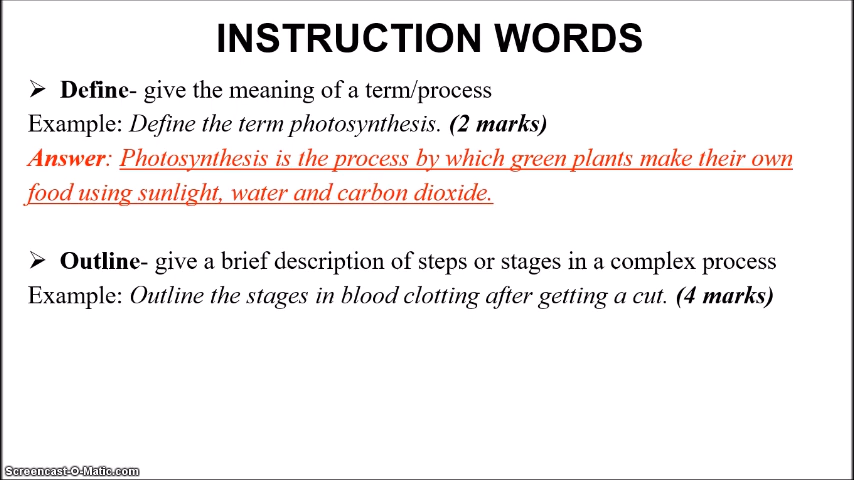 INSTRUCTION WORDS
➢ Define- give the meaning of a term/process
Example: Define the term photosynthesis. (2 marks)
Answer: Photosynthesis is the process by which green plants make their own
food using sunlight, water and carbon dioxide.
➢ Outline- give a brief description of steps or stages in a complex process
Example: Outline the stages in blood clotting after getting a cut. (4 marks)
Screencast-O-Matic.com